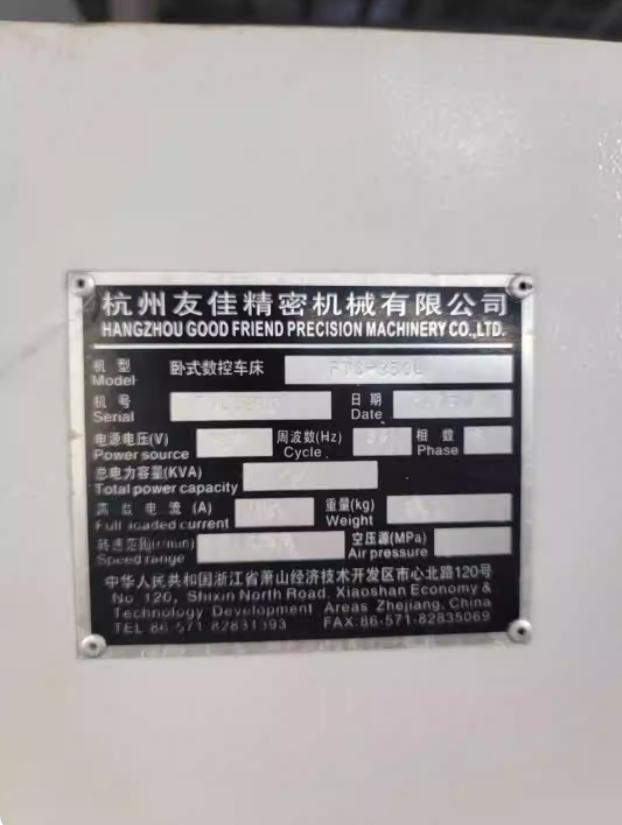 杭州友佳精密机械有限公司
HANGZHOU GOOD FRIEND PRECISION MACHINERY CO.,LTD.
机型 卧式数控车床
Model
机号 日期
Serial Date
电源电压(V) 周波数(Hz) 相数
Power source Cycle Phase
总电力容量(KVA)
Total power capacity
满载电流(A) 重量(kg)
Full loaded current Weight
转速范围(r/min) 空压源(MPa)
Speed range Air pressure
中华人民共和国浙江省萧山经济技术开发区市心北路120号
No 120, Shixin North Road, Xiaoshan Economy &
Technology Development Areas Zhejiang, China
TEL 86-571-82831393 FAX:86-571-82835069